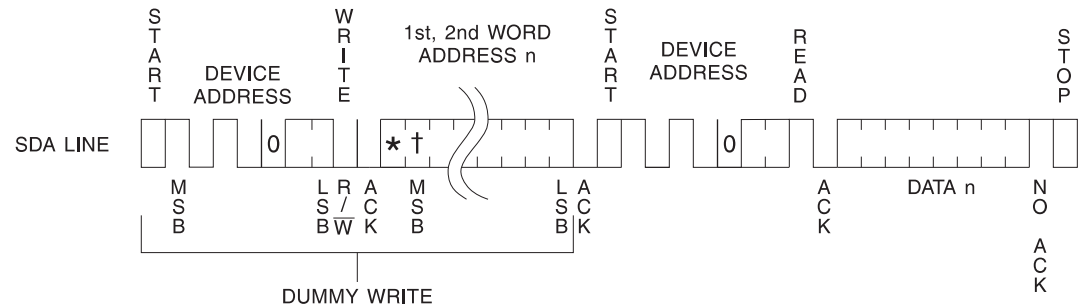 START
WRITE
1st, 2nd WORD
ADDRESS n
START
READ
STOP
DEVICE
ADDRESS
DEVICE
ADDRESS
SDA LINE
0
* †
0
MSB
LSB
R/W̅
ACK
MSB
LSB
ACK
ACK
DATA n
NO ACK
DUMMY WRITE